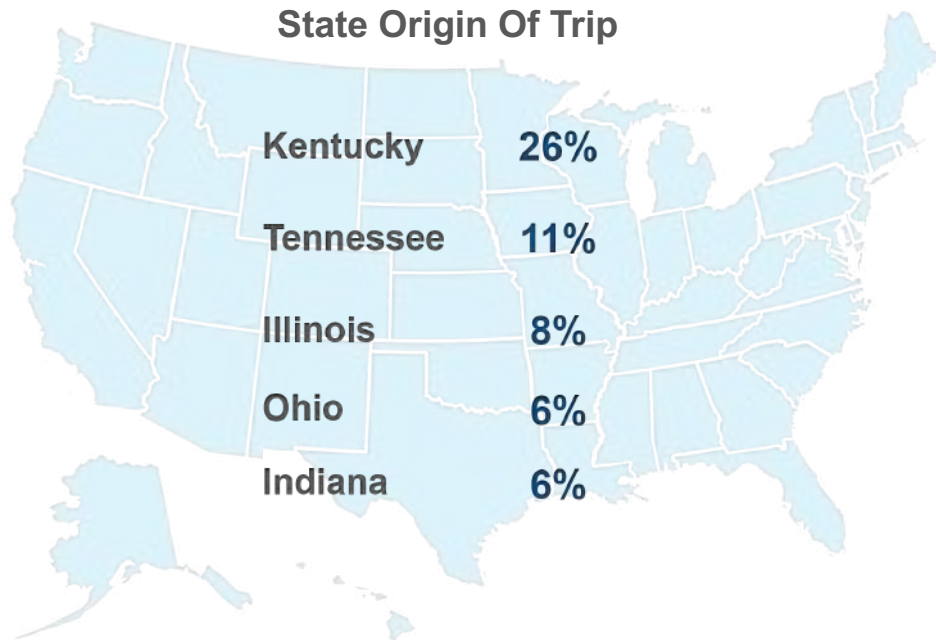 State Origin Of Trip
Kentucky 26%
Tennessee 11%
Illinois 8%
Ohio 6%
Indiana 6%